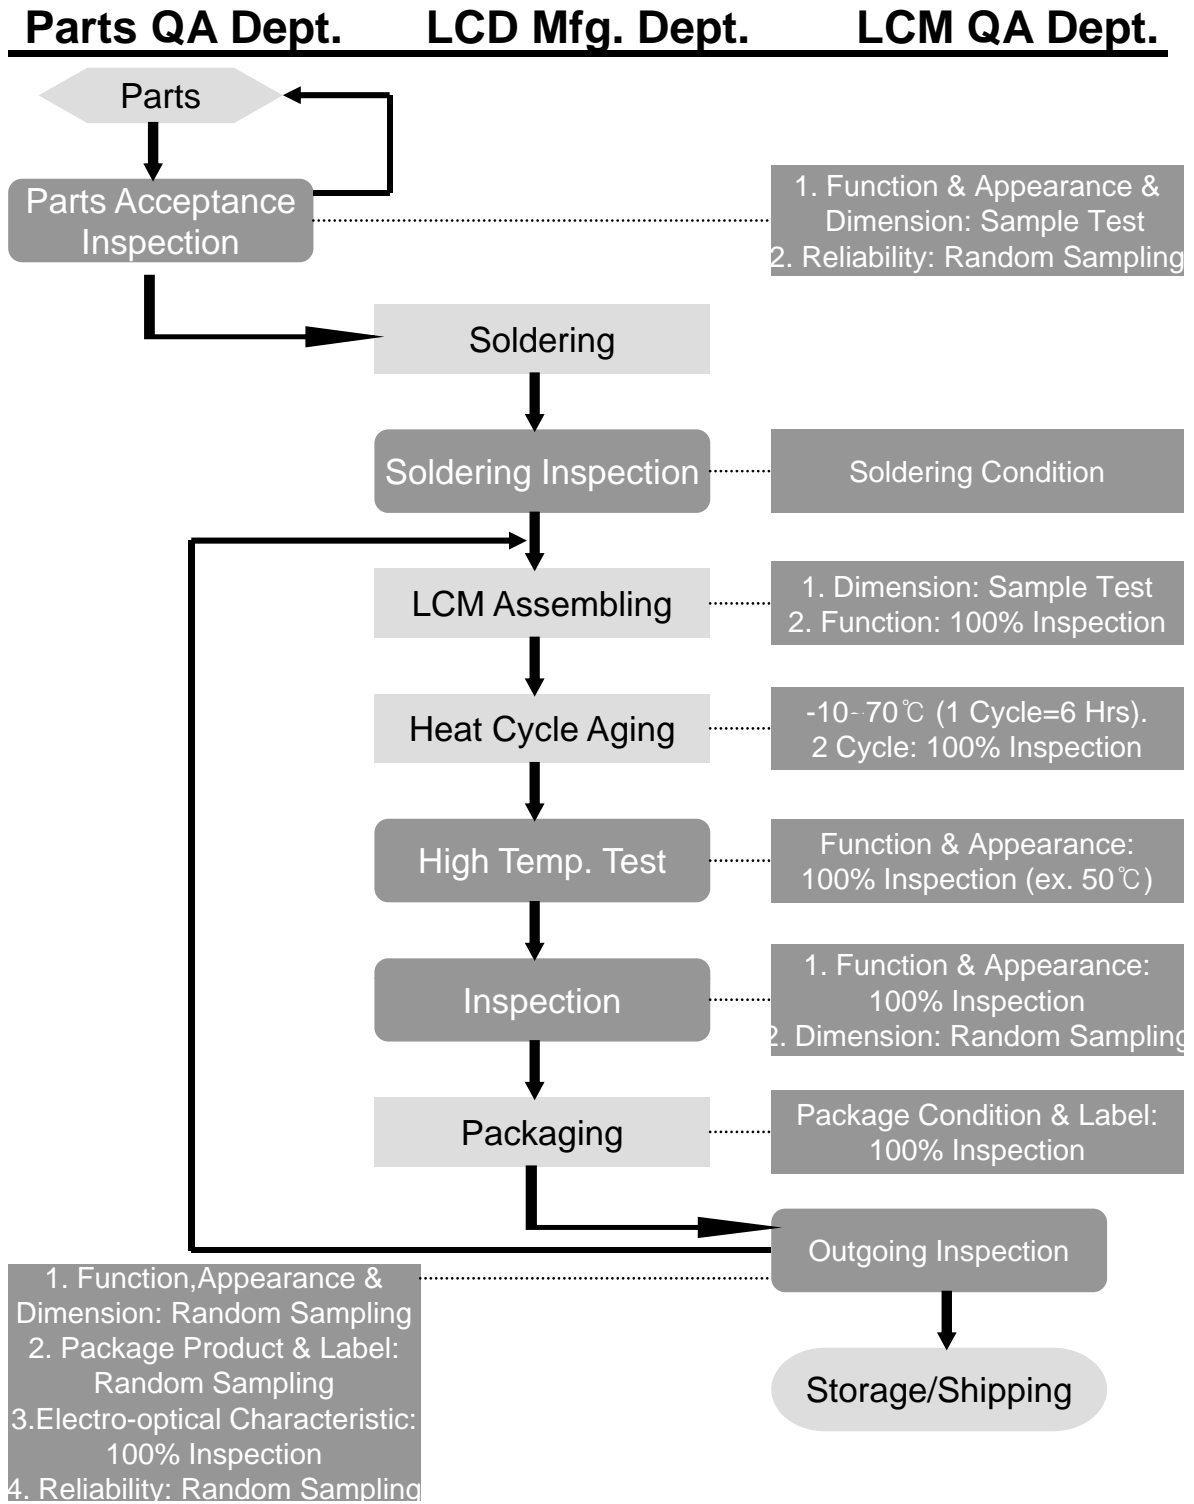 Parts QA Dept. LCD Mfg. Dept. LCM QA Dept.
Parts
Parts Acceptance
Inspection
1. Function & Appearance &
Dimension: Sample Test
2. Reliability: Random Sampling
Soldering
Soldering Inspection
Soldering Condition
LCM Assembling
1. Dimension: Sample Test
2. Function: 100% Inspection
Heat Cycle Aging
-10~70℃ (1 Cycle=6 Hrs).
2 Cycle: 100% Inspection
High Temp. Test
Function & Appearance:
100% Inspection (ex. 50℃)
Inspection
1. Function & Appearance:
100% Inspection
2. Dimension: Random Sampling
Packaging
Package Condition & Label:
100% Inspection
Outgoing Inspection
1. Function,Appearance &
Dimension: Random Sampling
2. Package Product & Label:
Random Sampling
3.Electro-optical Characteristic:
100% Inspection
4. Reliability: Random Sampling
Storage/Shipping